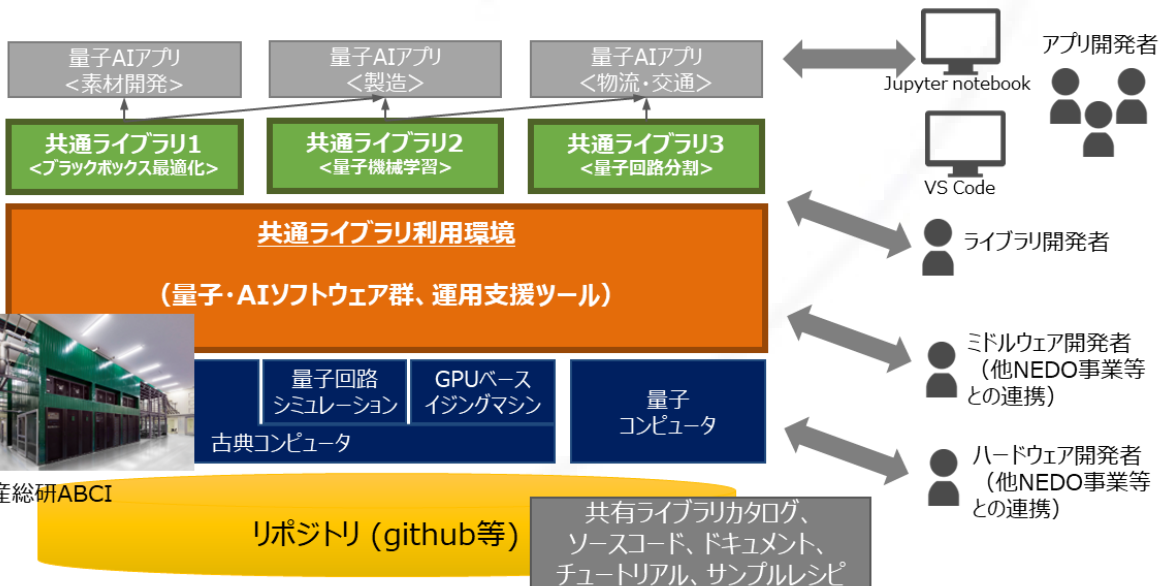 量子AIアプリ
<素材開発>
量子AIアプリ
<製造>
量子AIアプリ
<物流・交通>
Jupyter notebook
アプリ開発者
共通ライブラリ1
<ブラックボックス最適化>
共通ライブラリ2
<量子機械学習>
共通ライブラリ3
<量子回路分割>
VS Code
共通ライブラリ利用環境
(量子・AIソフトウェア群、運用支援ツール)
ライブラリ開発者
ミドルウェア開発者
(他NEDO事業等
との連携)
量子回路
シミュレーション
GPUベース
イジングマシン
古典コンピュータ
量子
コンピュータ
ハードウェア開発者
(他NEDO事業等
との連携)
産総研ABCI
リポジトリ (github等)
共有ライブラリカタログ、
ソースコード、ドキュメント、
チュートリアル、サンプルレシピ